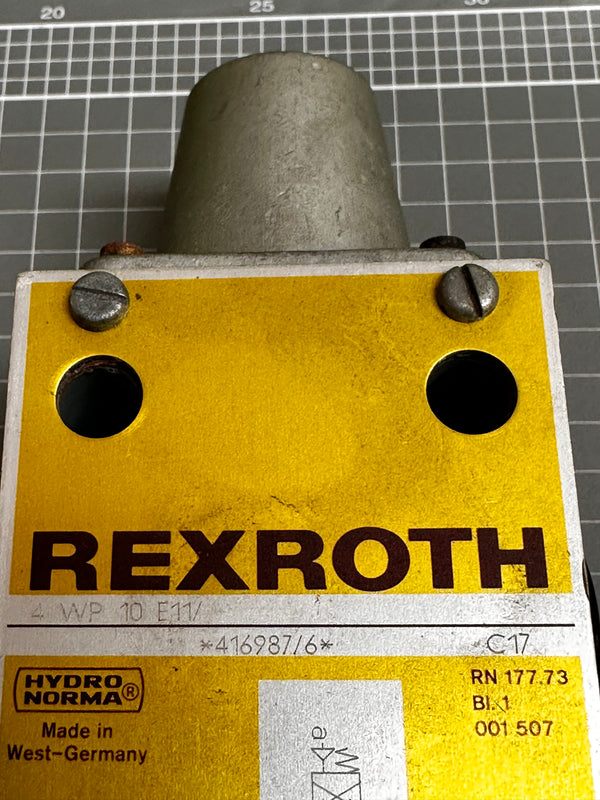 20 25 30
REXROTH
4 WP 10 E11/
*416987/6* C17
HYDRO
NORMA®
RN 177.73
Bl. 1
001 507
Made in
West-Germany
a